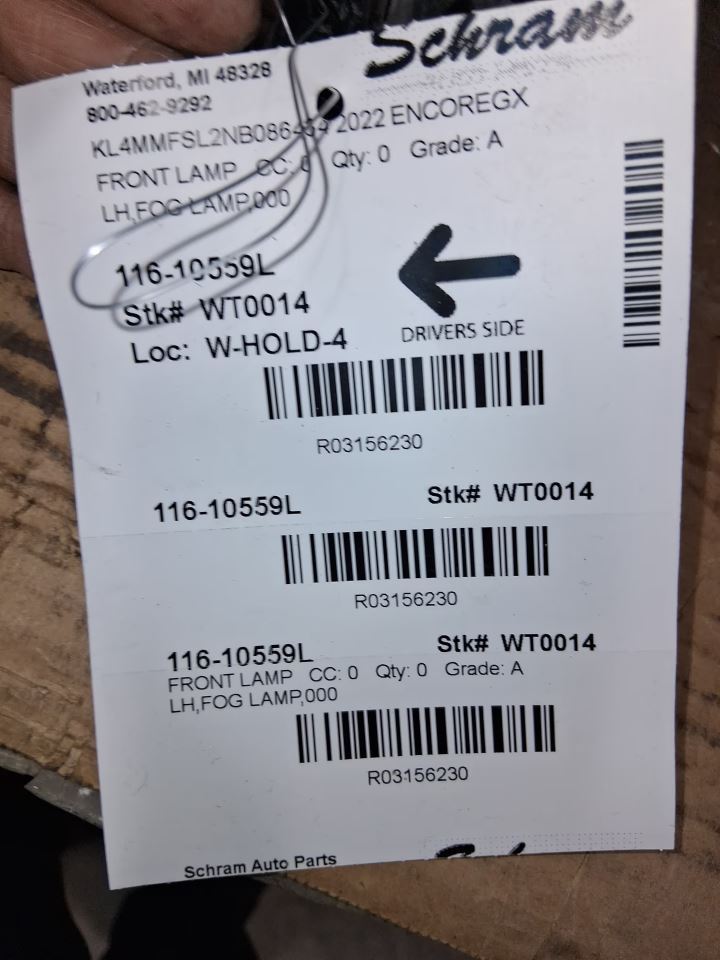 Schram
Waterford, MI 48328
800-462-9292
2022 ENCOREGX
FRONT LAMP CC: 0 Qty: 0 Grade: A
LH,FOG LAMP,000
116-10559L
Stk# WT0014
Loc: W-HOLD-4
DRIVERS SIDE
R03156230
116-10559L Stk# WT0014
R03156230
116-10559L Stk# WT0014
FRONT LAMP CC: 0 Qty: 0 Grade: A
LH,FOG LAMP,000
R03156230
Schram Auto Parts